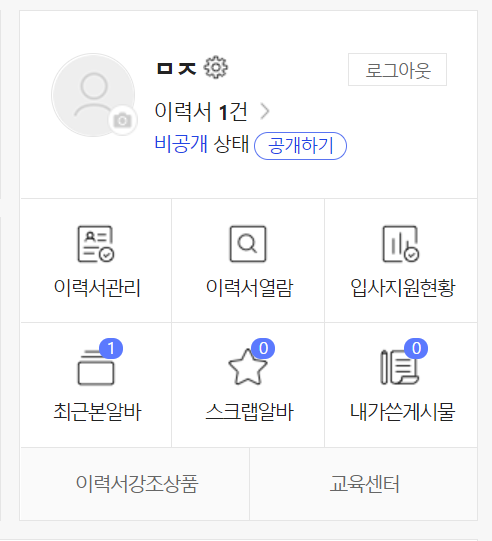 ㅁㅈ
로그아웃
이력서 1건
비공개 상태 공개하기
이력서관리 이력서열람 입사지원현황
1 0 0
최근본알바 스크랩알바 내가쓴게시물
이력서강조상품 교육센터